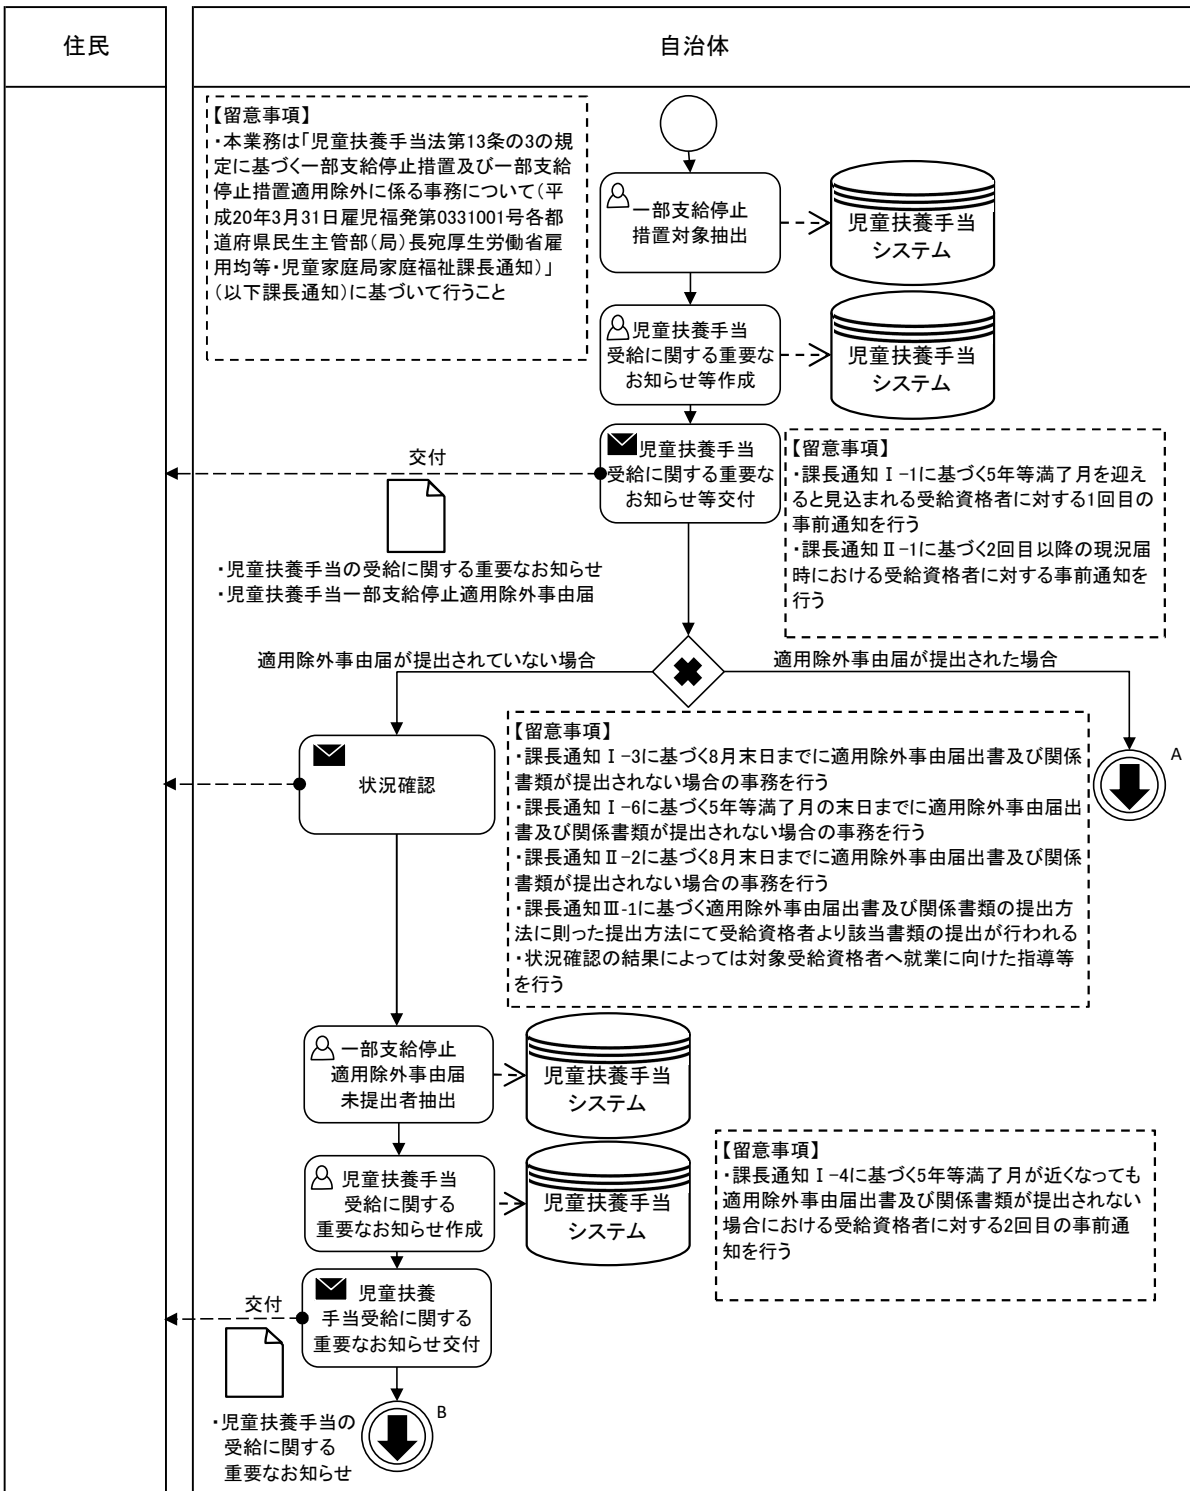 住民
自治体
【留意事項】
・本業務は「児童扶養手当法第13条の3の規
定に基づく一部支給停止措置及び一部支給
停止措置適用除外に係る事務について（平
成20年3月31日雇児福発第0331001号各都
道府県民生主管部（局）長宛厚生労働省雇
用均等・児童家庭局家庭福祉課長通知）」
（以下課長通知）に基づいて行うこと
一部支給停止
措置対象抽出
児童扶養手当
システム
児童扶養手当
受給に関する重要な
お知らせ等作成
児童扶養手当
システム
児童扶養手当
受給に関する重要な
お知らせ等交付
【留意事項】
・課長通知Ⅰ-1に基づく5年等満了月を迎え
ると見込まれる受給資格者に対する1回目の
事前通知を行う
・課長通知Ⅱ-1に基づく2回目以降の現況届
時における受給資格者に対する事前通知を
行う
交付
・児童扶養手当の受給に関する重要なお知らせ
・児童扶養手当一部支給停止適用除外事由届
適用除外事由届が提出されていない場合
適用除外事由届が提出された場合
状況確認
【留意事項】
・課長通知Ⅰ-3に基づく8月末日までに適用除外事由届出書及び関係
書類が提出されない場合の事務を行う
・課長通知Ⅰ-6に基づく5年等満了月の末日までに適用除外事由届出
書及び関係書類が提出されない場合の事務を行う
・課長通知Ⅱ-2に基づく8月末日までに適用除外事由届出書及び関係
書類が提出されない場合の事務を行う
・課長通知Ⅲ-1に基づく適用除外事由届出書及び関係書類の提出方
法に則った提出方法にて受給資格者より該当書類の提出が行われる
・状況確認の結果によっては対象受給資格者へ就業に向けた指導等
を行う
A
一部支給停止
適用除外事由届
未提出者抽出
児童扶養手当
システム
児童扶養手当
受給に関する
重要なお知らせ作成
児童扶養手当
システム
【留意事項】
・課長通知Ⅰ-4に基づく5年等満了月が近くなっても
適用除外事由届出書及び関係書類が提出されない
場合における受給資格者に対する2回目の事前通
知を行う
児童扶養
手当受給に関する
重要なお知らせ交付
交付
・児童扶養手当の
受給に関する
重要なお知らせ
B